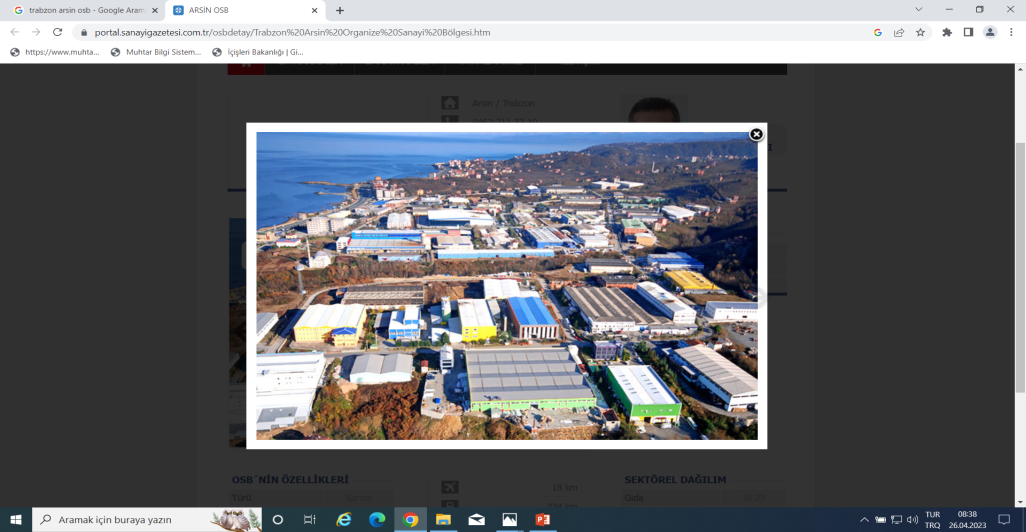 trabzon arsin osb - Google Aram
ARSİN OSB
portal.sanayigazetesi.com.tr/osbdetay/Trabzon%20Arsin%20Organize%20Sanayi%20Bölgesi.htm
https://www.muhta...
Muhtar Bilgi Sistem...
İçişleri Bakanlığı | Gi...
Arsin / Trabzon
OSB´NİN ÖZELLİKLERİ
SEKTÖREL DAĞILIM
Türü
18 km
Gıda
Aramak için buraya yazın
TUR
08:38
TRQ
26.04.2023